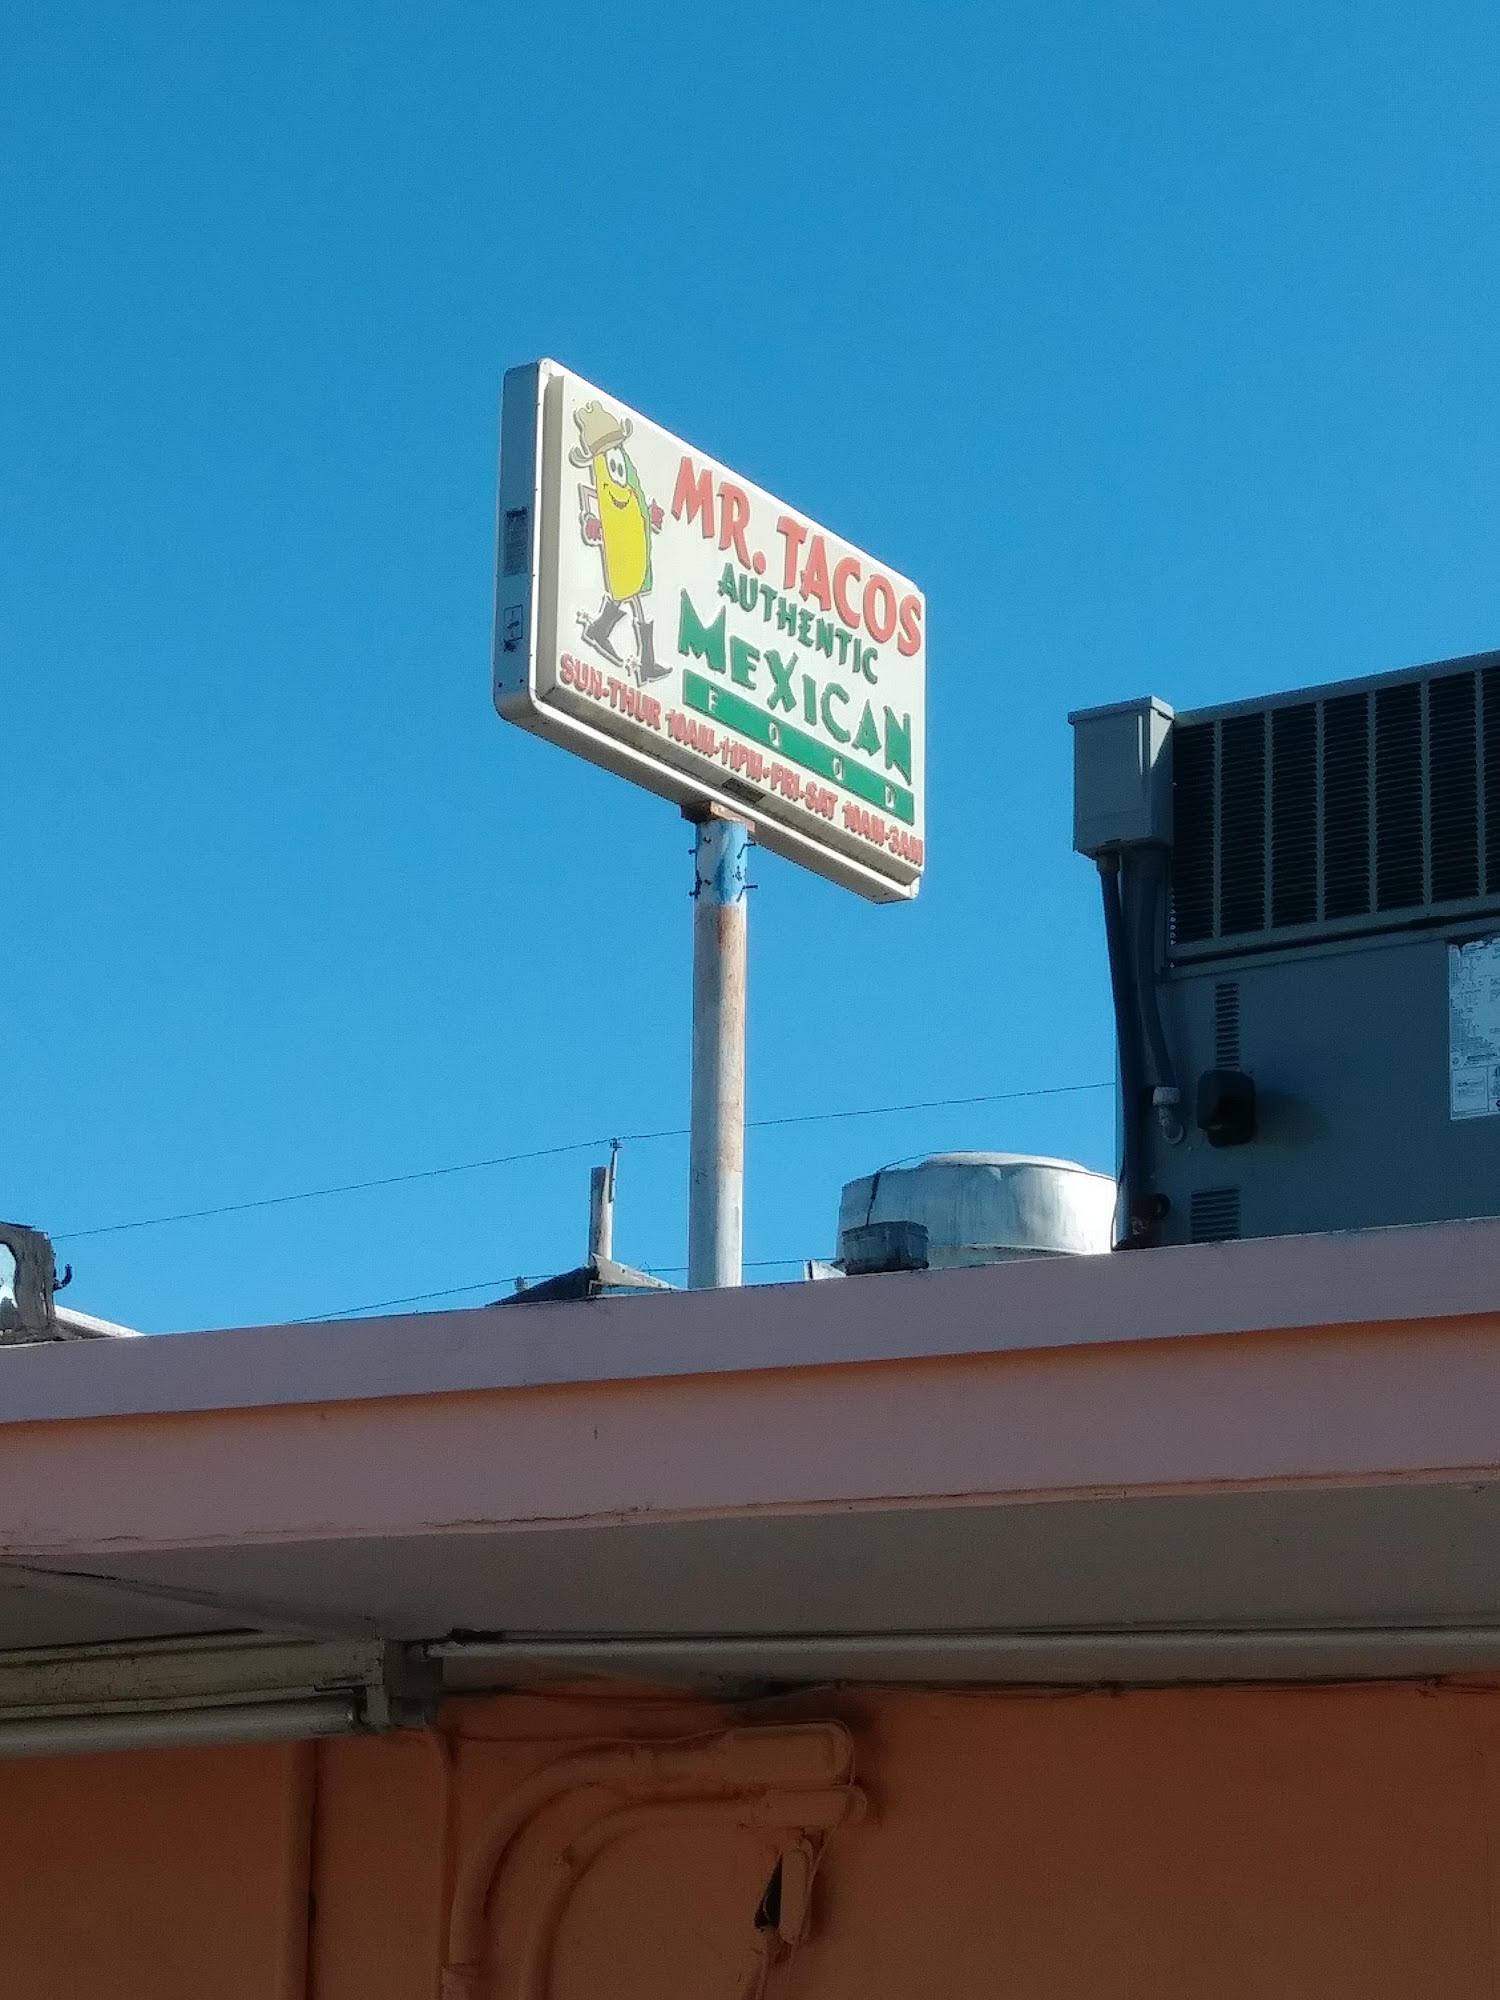 MR. TACOS
AUTHENTIC
MEXICAN
FOOD
SUN-THUR 10AM-11PM•FRI-SAT 10AM-3AM